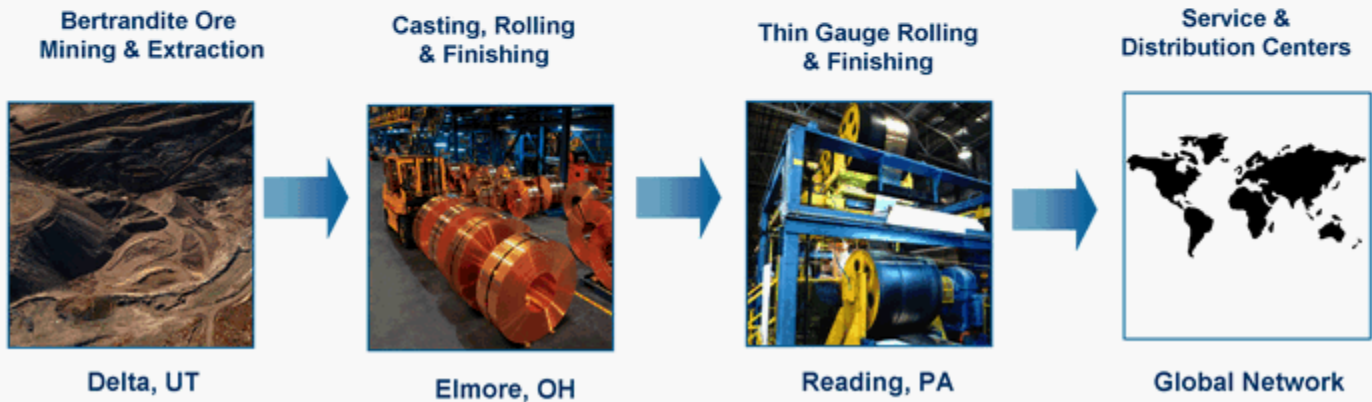 Bertrandite Ore
Mining & Extraction
Casting, Rolling
& Finishing
Thin Gauge Rolling
& Finishing
Service &
Distribution Centers
Delta, UT
Elmore, OH
Reading, PA
Global Network